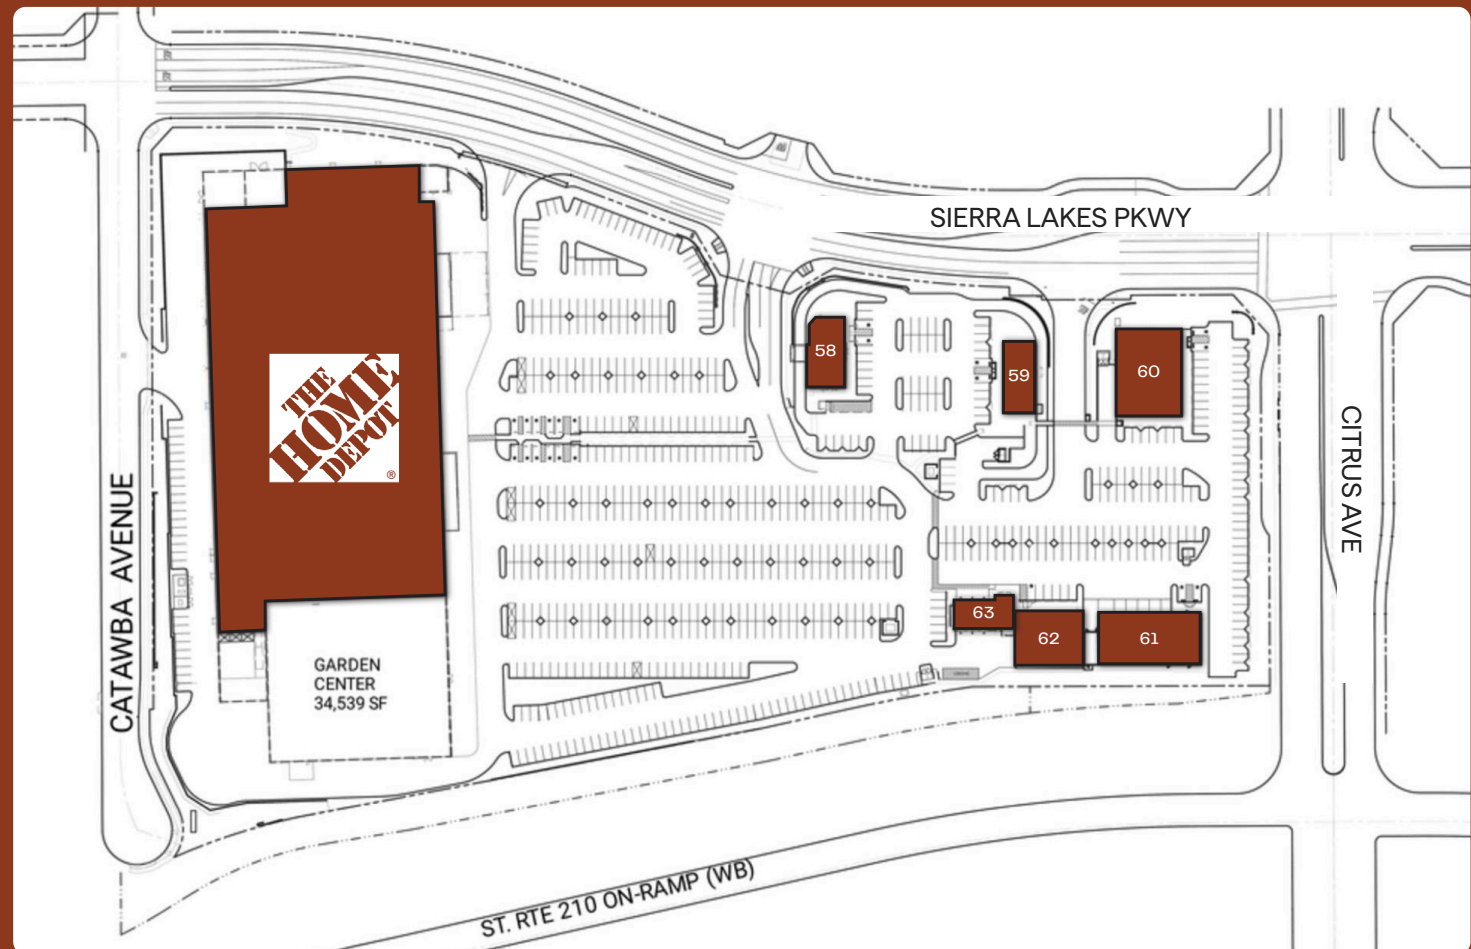 SIERRA LAKES PKWY
58
59
60
THE
HOME
DEPOT
®
CITRUS AVE
CATAWBA AVENUE
63
62
61
GARDEN
CENTER
34,539 SF
ST. RTE 210 ON-RAMP (WB)